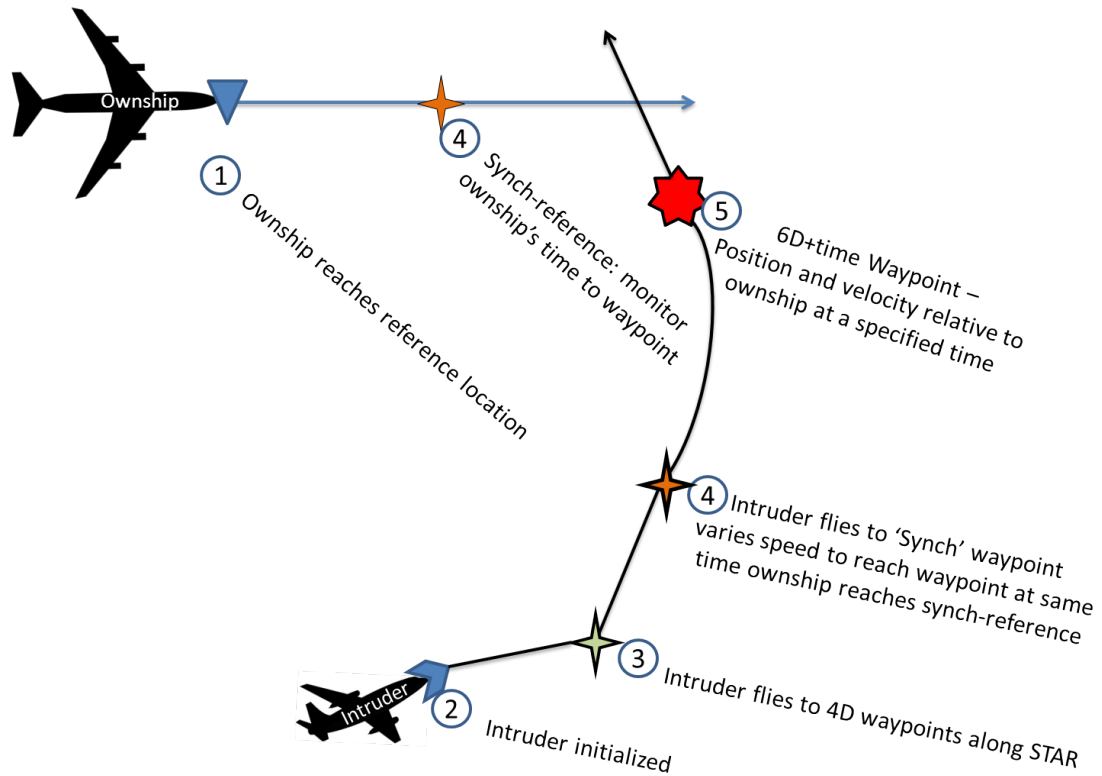 Ownship
1
Ownship reaches reference location
4
Synch-reference: monitor
ownship's time to waypoint
5
6D+time Waypoint –
Position and velocity relative to
ownship at a specified time
4
Intruder flies to 'Synch' waypoint
varies speed to reach waypoint at same
time ownship reaches synch-reference
3
Intruder flies to 4D waypoints along STAR
Intruder
2
Intruder initialized